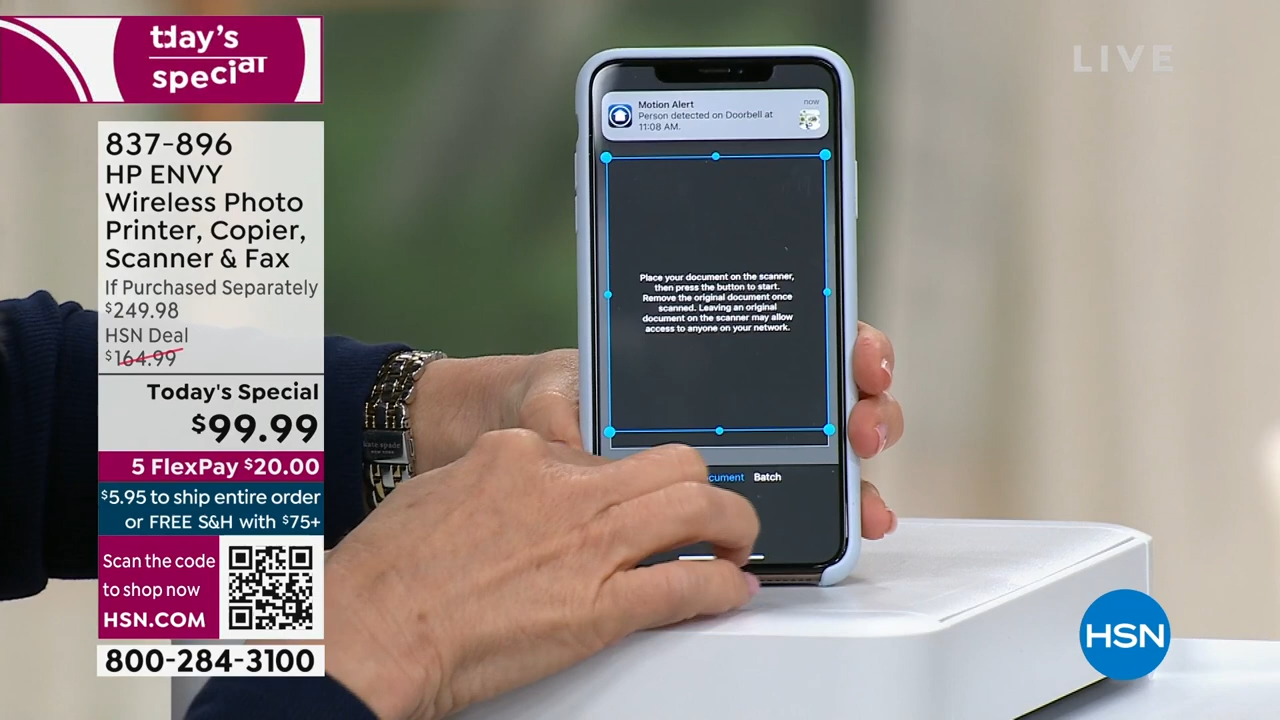 tday's
special
837-896
HP ENVY
Wireless Photo
Printer, Copier,
Scanner & Fax
If Purchased Separately
$249.98
HSN Deal
$164.99
Today's Special
$99.99
5 FlexPay $20.00
$5.95 to ship entire order
or FREE S&H with $75+
Scan the code
to shop now
HSN.COM
800-284-3100
LIVE
Motion Alert
now
Person detected on Doorbell at
11:08 AM.
Place your document on the scanner,
then press the button to start.
Remove the original document once
scanned. Leaving an original
document on the scanner may allow
access to anyone on your network.
cument Batch
kate spade
HSN